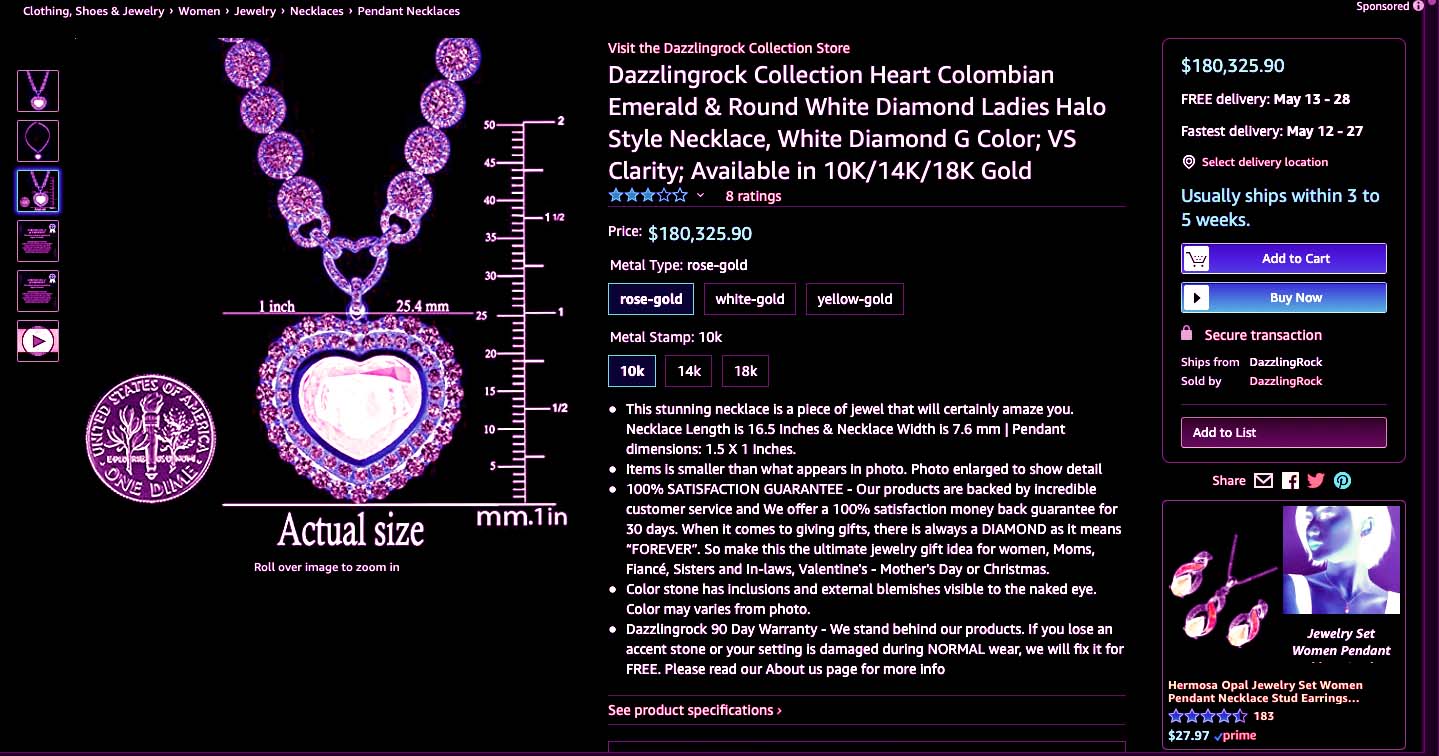 Clothing, Shoes & Jewelry › Women › Jewelry › Necklaces › Pendant Necklaces
Sponsored
50
2
45
1 1/2
40
35
30
1 inch
25.4 mm
25
1
20
15
1/2
10
5
UNITED STATES OF AMERICA
ONE DIME
mm.1in
Actual size
Roll over image to zoom in
Visit the Dazzlingrock Collection Store
Dazzlingrock Collection Heart Colombian
Emerald & Round White Diamond Ladies Halo
Style Necklace, White Diamond G Color; VS
Clarity; Available in 10K/14K/18K Gold
8 ratings
Price: $180,325.90
Metal Type: rose-gold
rose-gold
white-gold
yellow-gold
Metal Stamp: 10k
10k
14k
18k
● This stunning necklace is a piece of jewel that will certainly amaze you.
Necklace Length is 16.5 Inches & Necklace Width is 7.6 mm | Pendant
dimensions: 1.5 X 1 Inches.
● Items is smaller than what appears in photo. Photo enlarged to show detail
● 100% SATISFACTION GUARANTEE - Our products are backed by incredible
customer service and We offer a 100% satisfaction money back guarantee for
30 days. When it comes to giving gifts, there is always a DIAMOND as it means
“FOREVER”. So make this the ultimate jewelry gift idea for women, Moms,
Fiancé, Sisters and In-laws, Valentine's - Mother's Day or Christmas.
● Color stone has inclusions and external blemishes visible to the naked eye.
Color may varies from photo.
● Dazzlingrock 90 Day Warranty - We stand behind our products. If you lose an
accent stone or your setting is damaged during NORMAL wear, we will fix it for
FREE. Please read our About us page for more info
See product specifications ›
$180,325.90
FREE delivery: May 13 - 28
Fastest delivery: May 12 - 27
Select delivery location
Usually ships within 3 to
5 weeks.
Add to Cart
Buy Now
Secure transaction
Ships from DazzlingRock
Sold by DazzlingRock
Add to List
Share
Jewelry Set
Women Pendant
Hermosa Opal Jewelry Set Women
Pendant Necklace Stud Earrings...
183
$27.97 prime